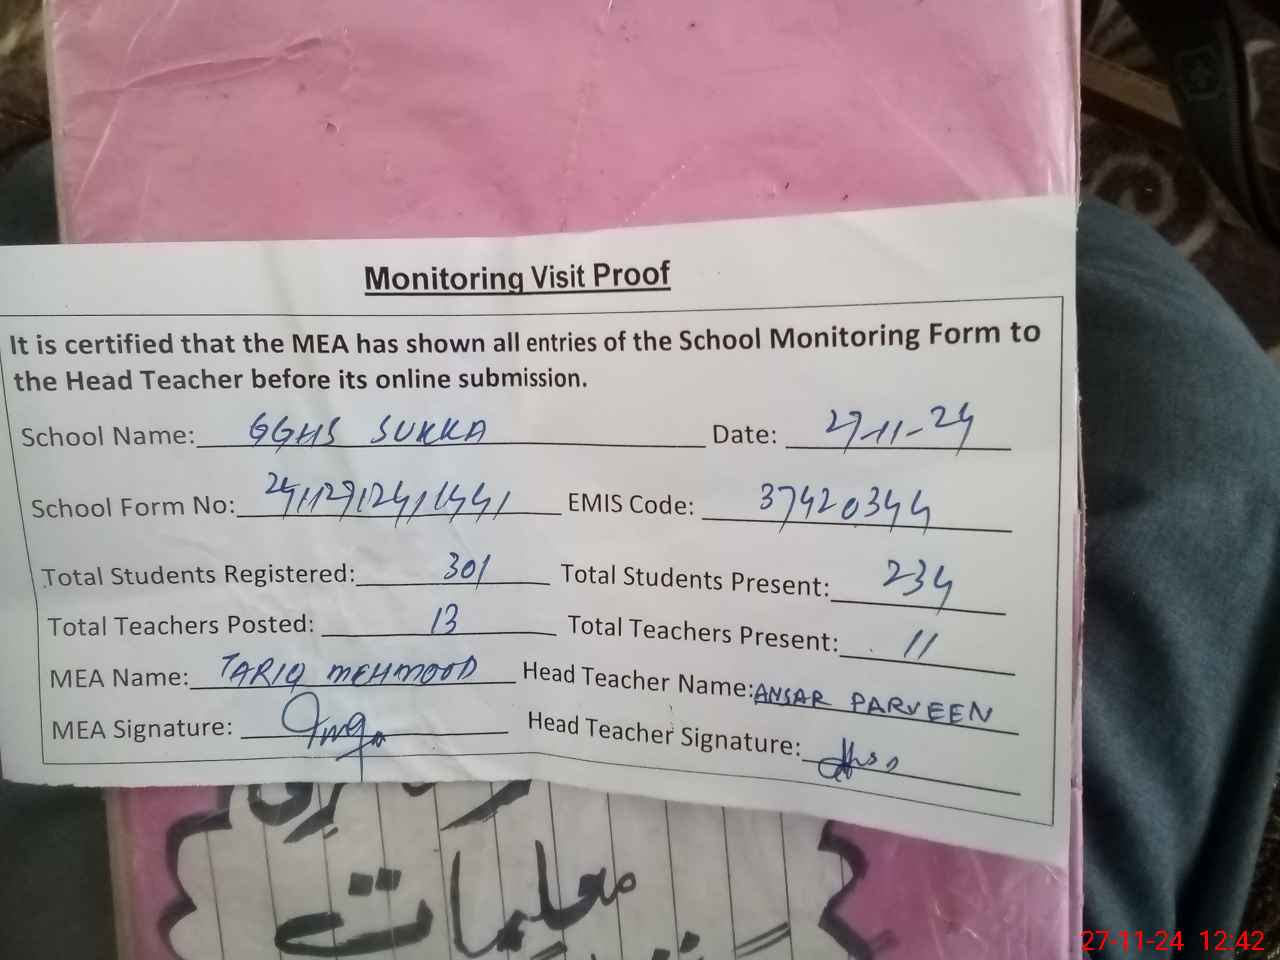 Monitoring Visit Proof
It is certified that the MEA has shown all entries of the School Monitoring Form to
the Head Teacher before its online submission.
School Name: GGHS SUKKA Date: 27-11-24
School Form No: EMIS Code: 37420344
Total Students Registered: 301 Total Students Present: 234
Total Teachers Posted: 13 Total Teachers Present: 11
MEA Name: TARIQ MEHMOOD Head Teacher Name: ANSAR PARVEEN
MEA Signature: Head Teacher Signature:
معلمات
27-11-24 12:42